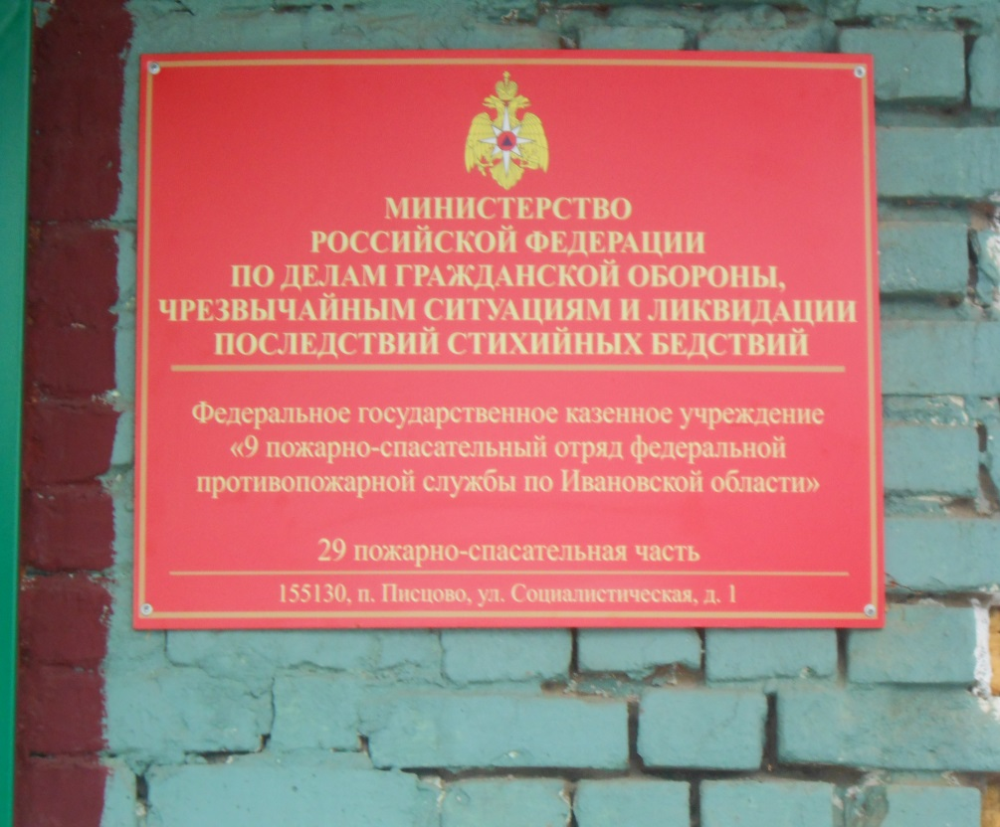 МИНИСТЕРСТВО
РОССИЙСКОЙ ФЕДЕРАЦИИ
ПО ДЕЛАМ ГРАЖДАНСКОЙ ОБОРОНЫ,
ЧРЕЗВЫЧАЙНЫМ СИТУАЦИЯМ И ЛИКВИДАЦИИ
ПОСЛЕДСТВИЙ СТИХИЙНЫХ БЕДСТВИЙ
Федеральное государственное казенное учреждение
«9 пожарно-спасательный отряд федеральной
противопожарной службы по Ивановской области»
29 пожарно-спасательная часть
155130, п. Писцово, ул. Социалистическая, д. 1